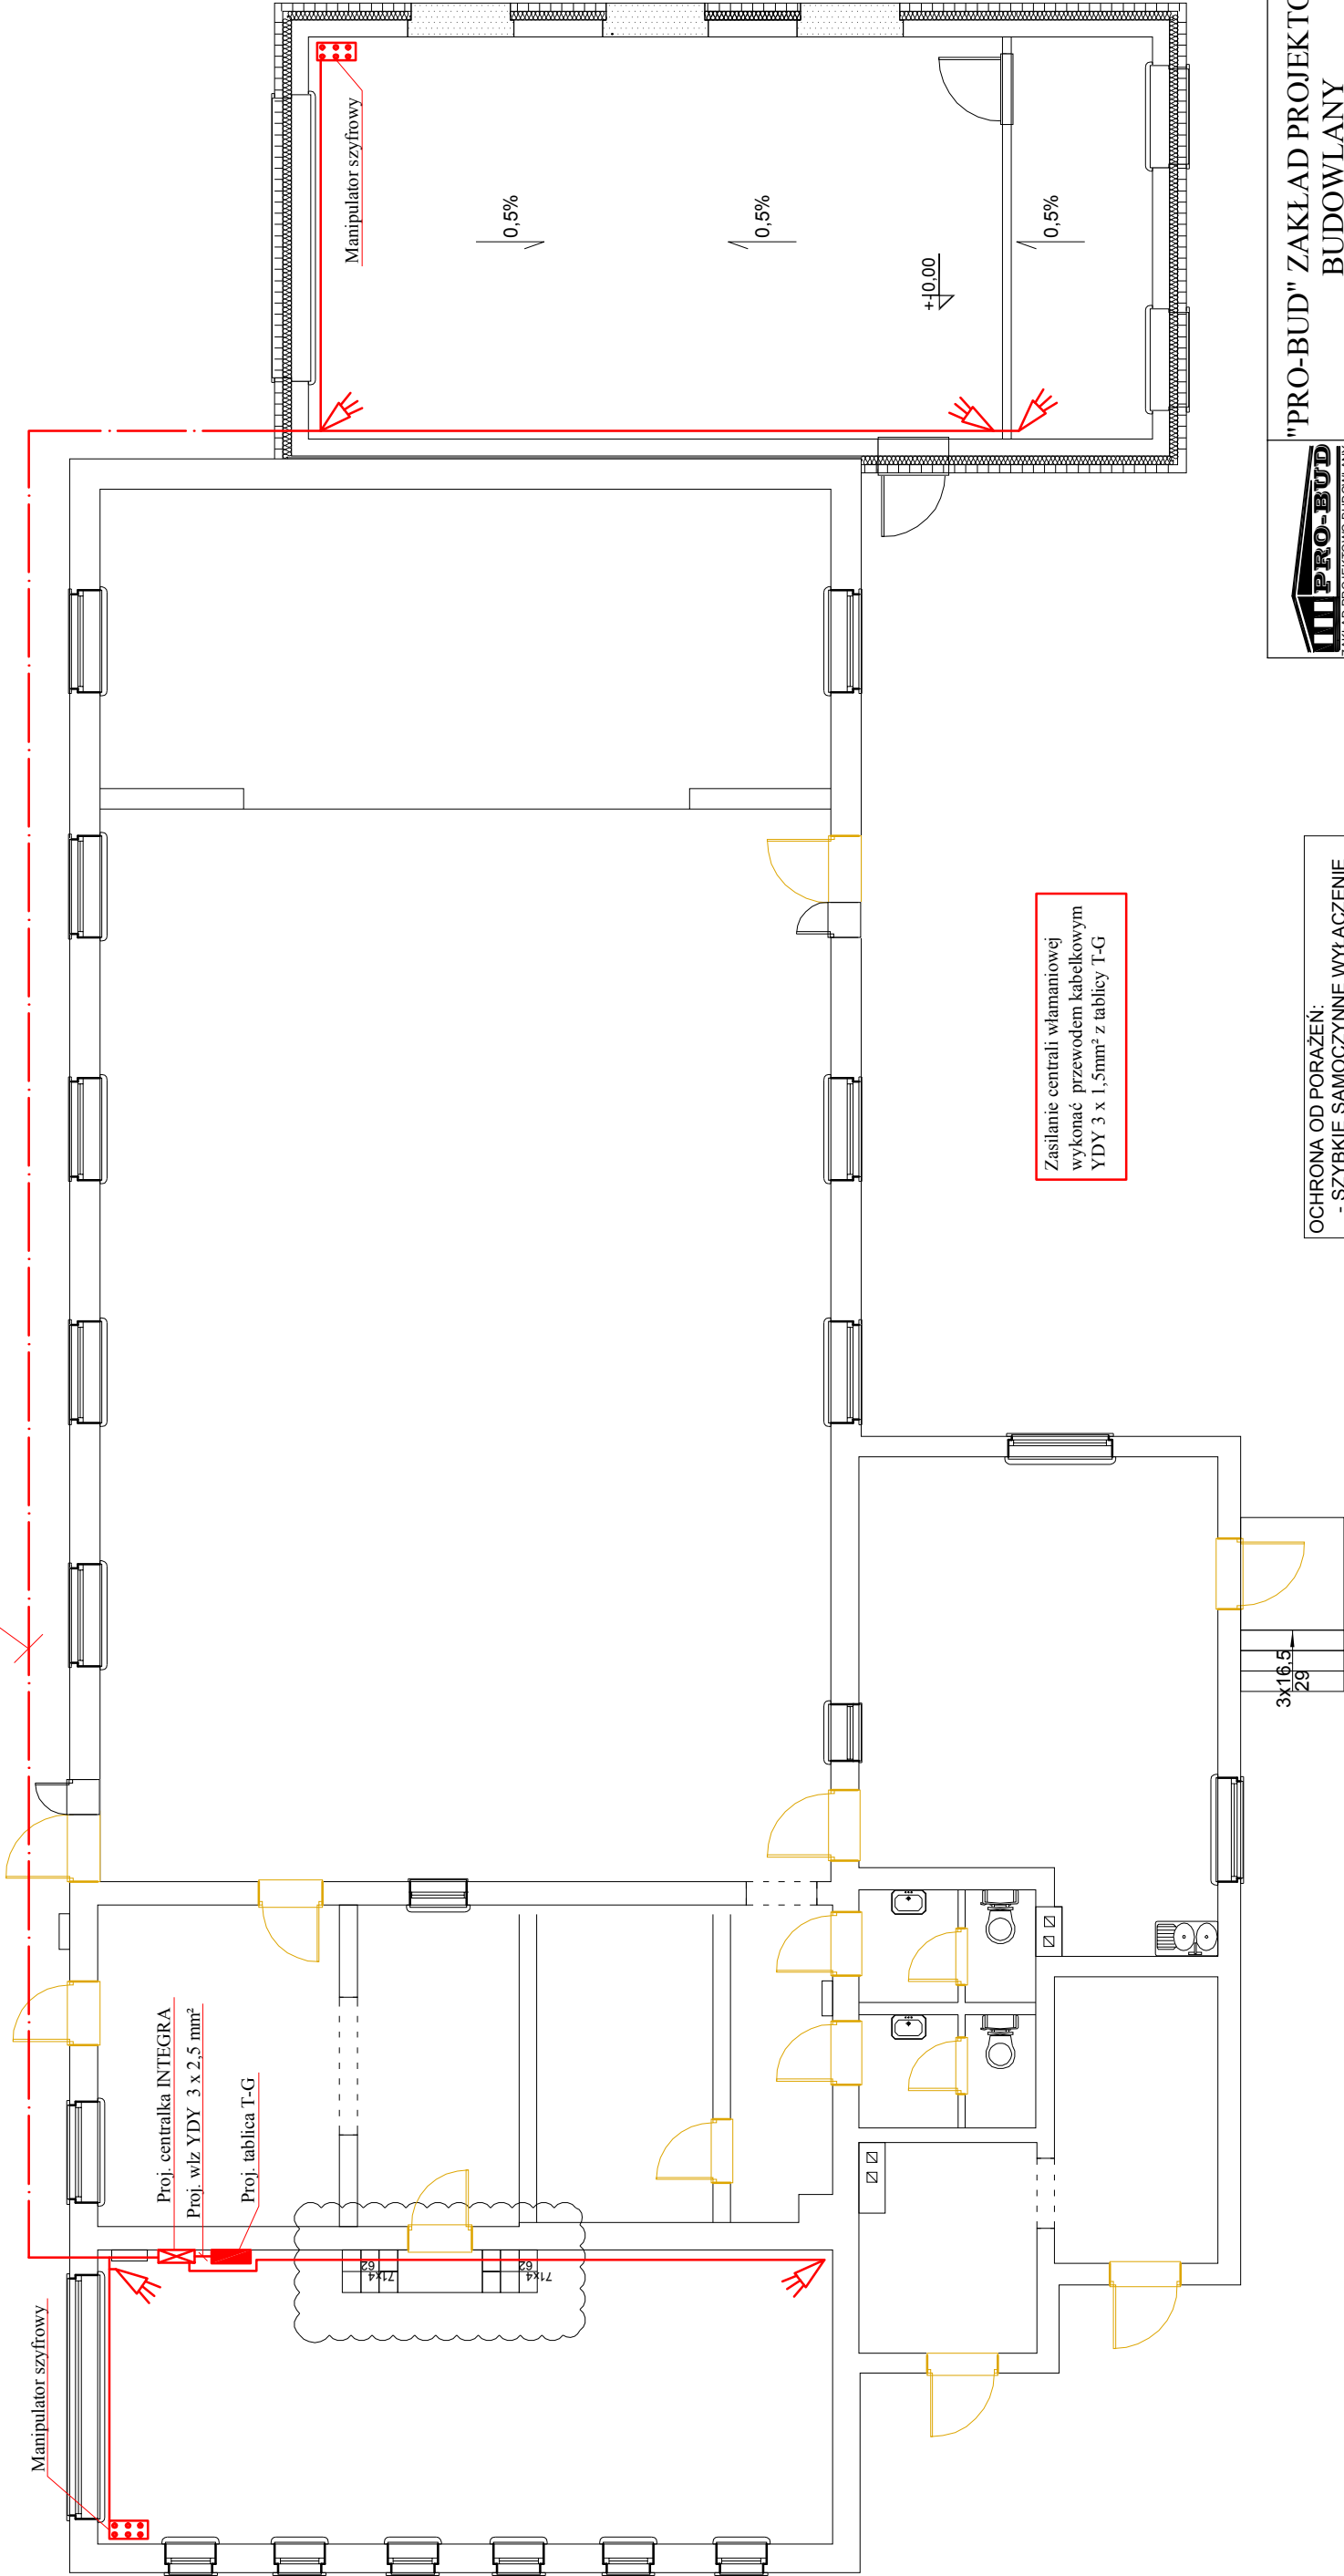 Manipulator szyfrowy
0,5%
0,5%
0,5%
+-0,00
"PRO-BUD" ZAKŁAD
BUDOWLANY
PRO-BUD
Zasilanie centrali włamaniowej
wykonać przewodem kabelkowym
YDY 3 x 1,5mm² z tablicy T-G
OCHRONA OD PORAŻEŃ:
- SZYBKIE SAMOCZYNNE WYŁĄCZENIE
3x16,5
29
Proj. centralka INTEGRA
Proj. wlz YDY 3 x 2,5 mm²
Proj. tablica T-G
62
71x4
62
71x4
Manipulator szyfrowy